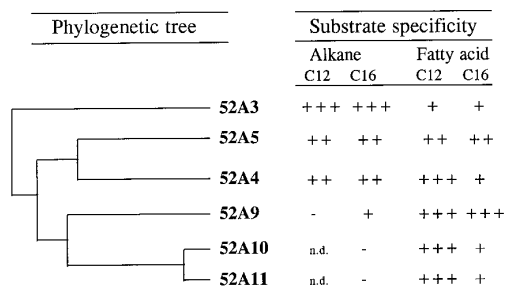 Phylogenetic tree Substrate specificity
Alkane Fatty acid
C12 C16 C12 C16
52A3 +++ +++ + +
52A5 ++ ++ ++ ++
52A4 ++ ++ +++ +
52A9 - + +++ +++
52A10 n.d. - +++ +
52A11 n.d. - +++ +